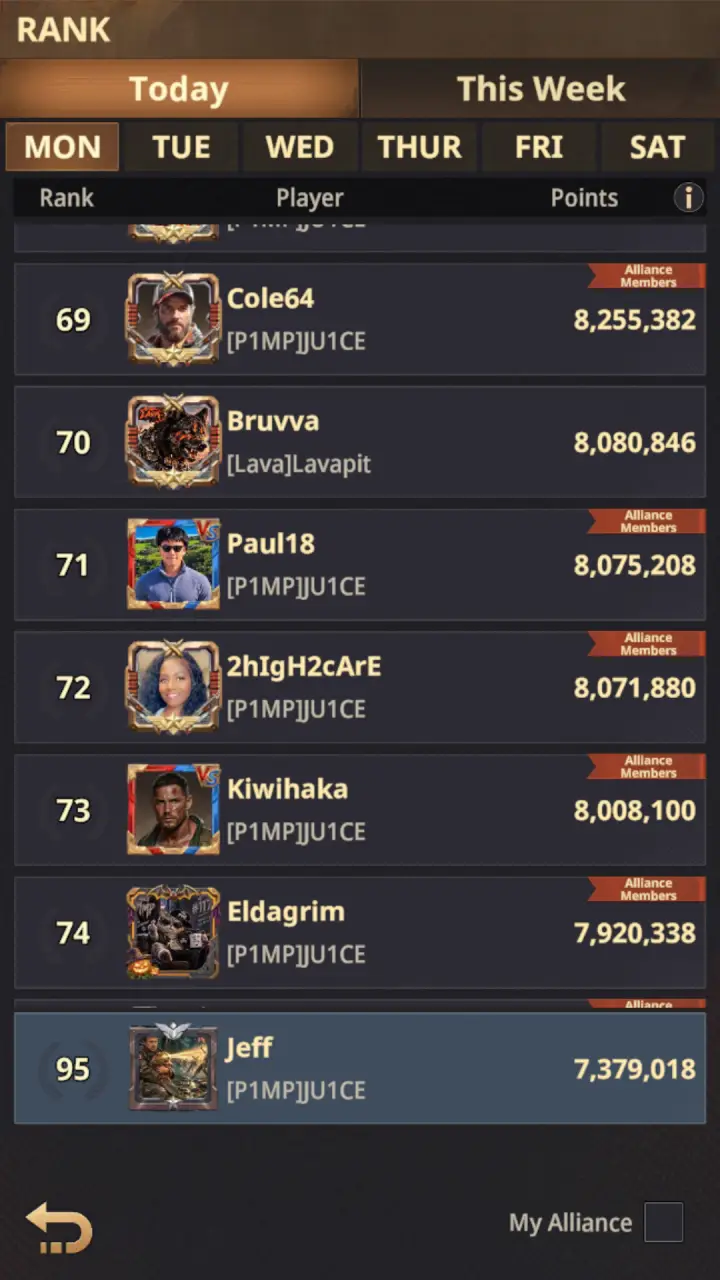 RANK
Today
This Week
MON
TUE
WED
THUR
FRI
SAT
Rank
Player
Points
69
Cole64
[P1MP]JU1CE
Alliance
Members
8,255,382
70
Bruvva
[Lava]Lavapit
8,080,846
71
VS
Paul18
[P1MP]JU1CE
Alliance
Members
8,075,208
72
2hIgH2cArE
[P1MP]JU1CE
Alliance
Members
8,071,880
73
VS
Kiwihaka
[P1MP]JU1CE
Alliance
Members
8,008,100
74
Eldagrim
[P1MP]JU1CE
Alliance
Members
7,920,338
Alliance
95
Jeff
[P1MP]JU1CE
7,379,018
My Alliance